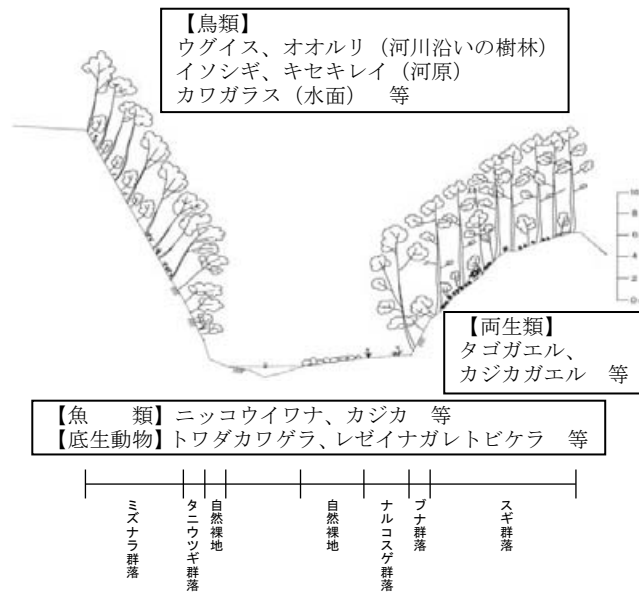 【鳥類】
ウグイス、オオルリ（河川沿いの樹林）
イソシギ、キセキレイ（河原）
カワガラス（水面）　等
10
8
6
4
2
0
【両生類】
タゴガエル、
カジカガエル　等
【魚　　類】ニッコウイワナ、カジカ　等
【底生動物】トワダカワゲラ、レゼイナガレトビケラ　等
ミズナラ群落
タニウツギ群落
自然裸地
自然裸地
ナルコスゲ群落
ブナ群落
スギ群落